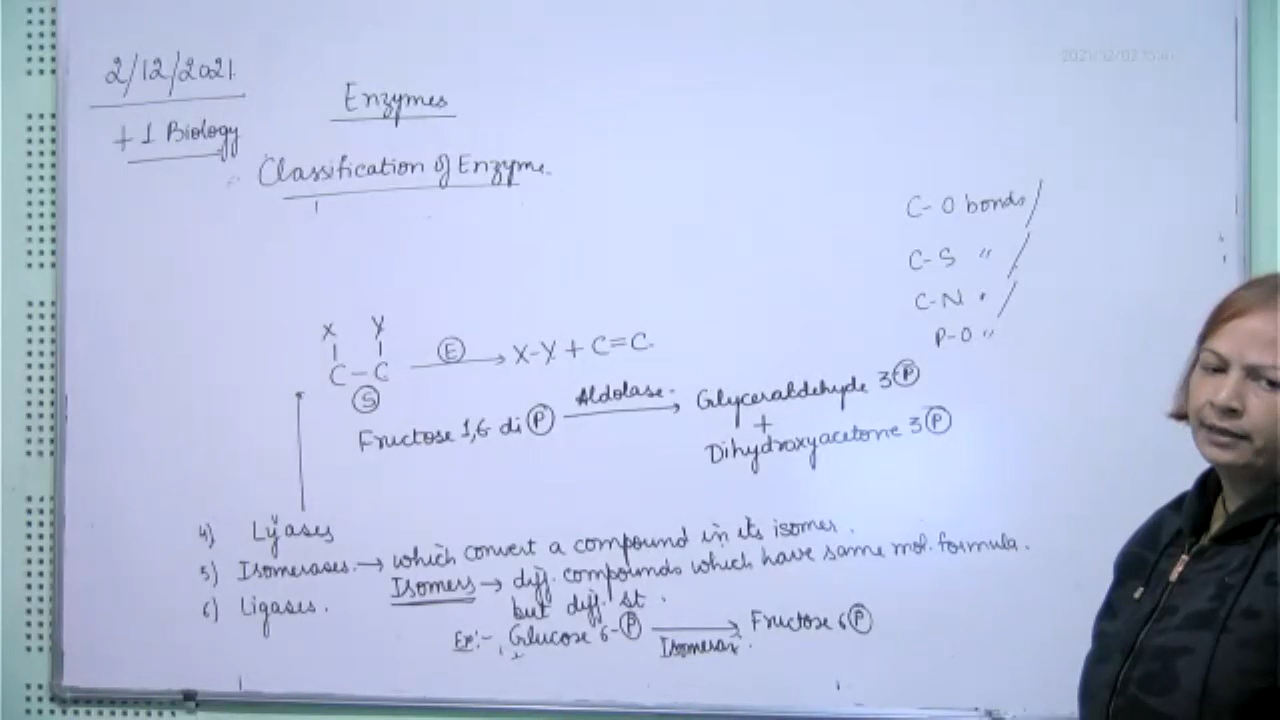 2/12/2021.
+1 Biology
Enzymes
Classification of Enzyme.
C-O bonds/
C-S " /
C-N " /
P-O "
X Y
C-C —(E)→ X-Y + C=C.
(S)
Fructose 1,6 di (P) —Aldolase.→ Glyceraldehyde 3 (P)
+
Dihydroxyacetone 3 (P)
4) Lyases
5) Isomerases. → which convert a compound in its isomer.
Isomers → diff. compounds which have same mol. formula.
but diff. st.
6) Ligases.
Ex:- Glucose 6-(P) → Fructose 6 (P)